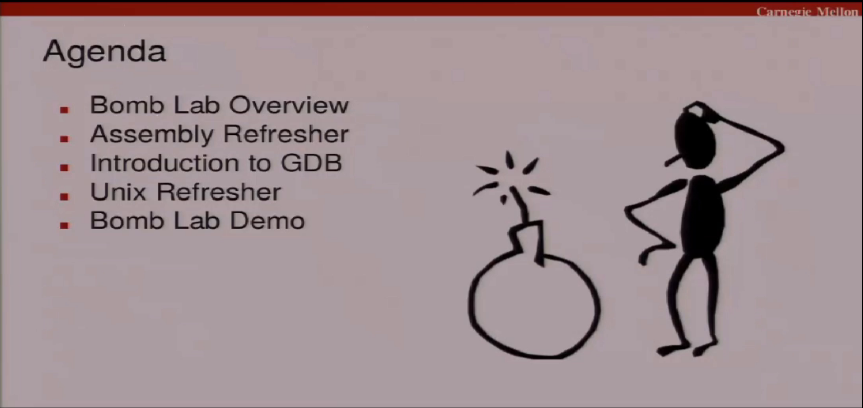 Carnegie Mellon
Agenda
Bomb Lab Overview
Assembly Refresher
Introduction to GDB
Unix Refresher
Bomb Lab Demo